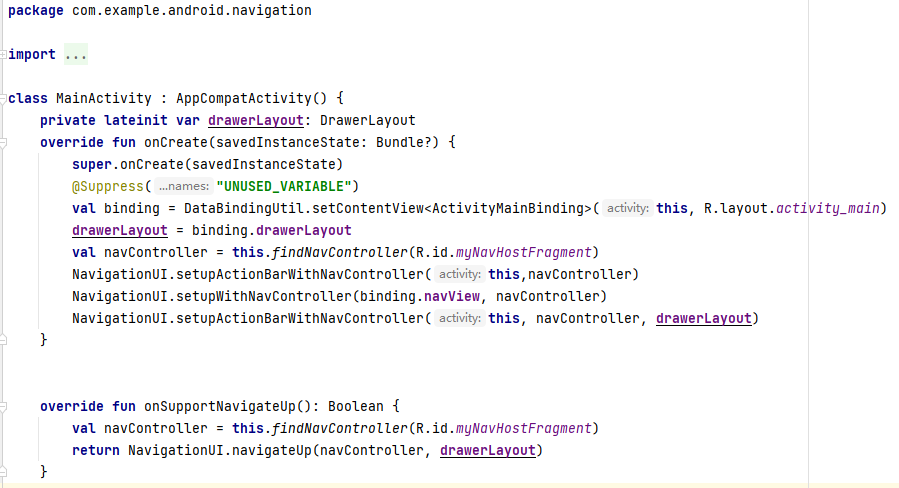 package com.example.android.navigation
import ...
class MainActivity : AppCompatActivity() {
private lateinit var drawerLayout: DrawerLayout
override fun onCreate(savedInstanceState: Bundle?) {
super.onCreate(savedInstanceState)
@Suppress( ...names: "UNUSED_VARIABLE")
val binding = DataBindingUtil.setContentView<ActivityMainBinding>( activity: this, R.layout.activity_main)
drawerLayout = binding.drawerLayout
val navController = this.findNavController(R.id.myNavHostFragment)
NavigationUI.setupActionBarWithNavController( activity: this,navController)
NavigationUI.setupWithNavController(binding.navView, navController)
NavigationUI.setupActionBarWithNavController( activity: this, navController, drawerLayout)
}
override fun onSupportNavigateUp(): Boolean {
val navController = this.findNavController(R.id.myNavHostFragment)
return NavigationUI.navigateUp(navController, drawerLayout)
}